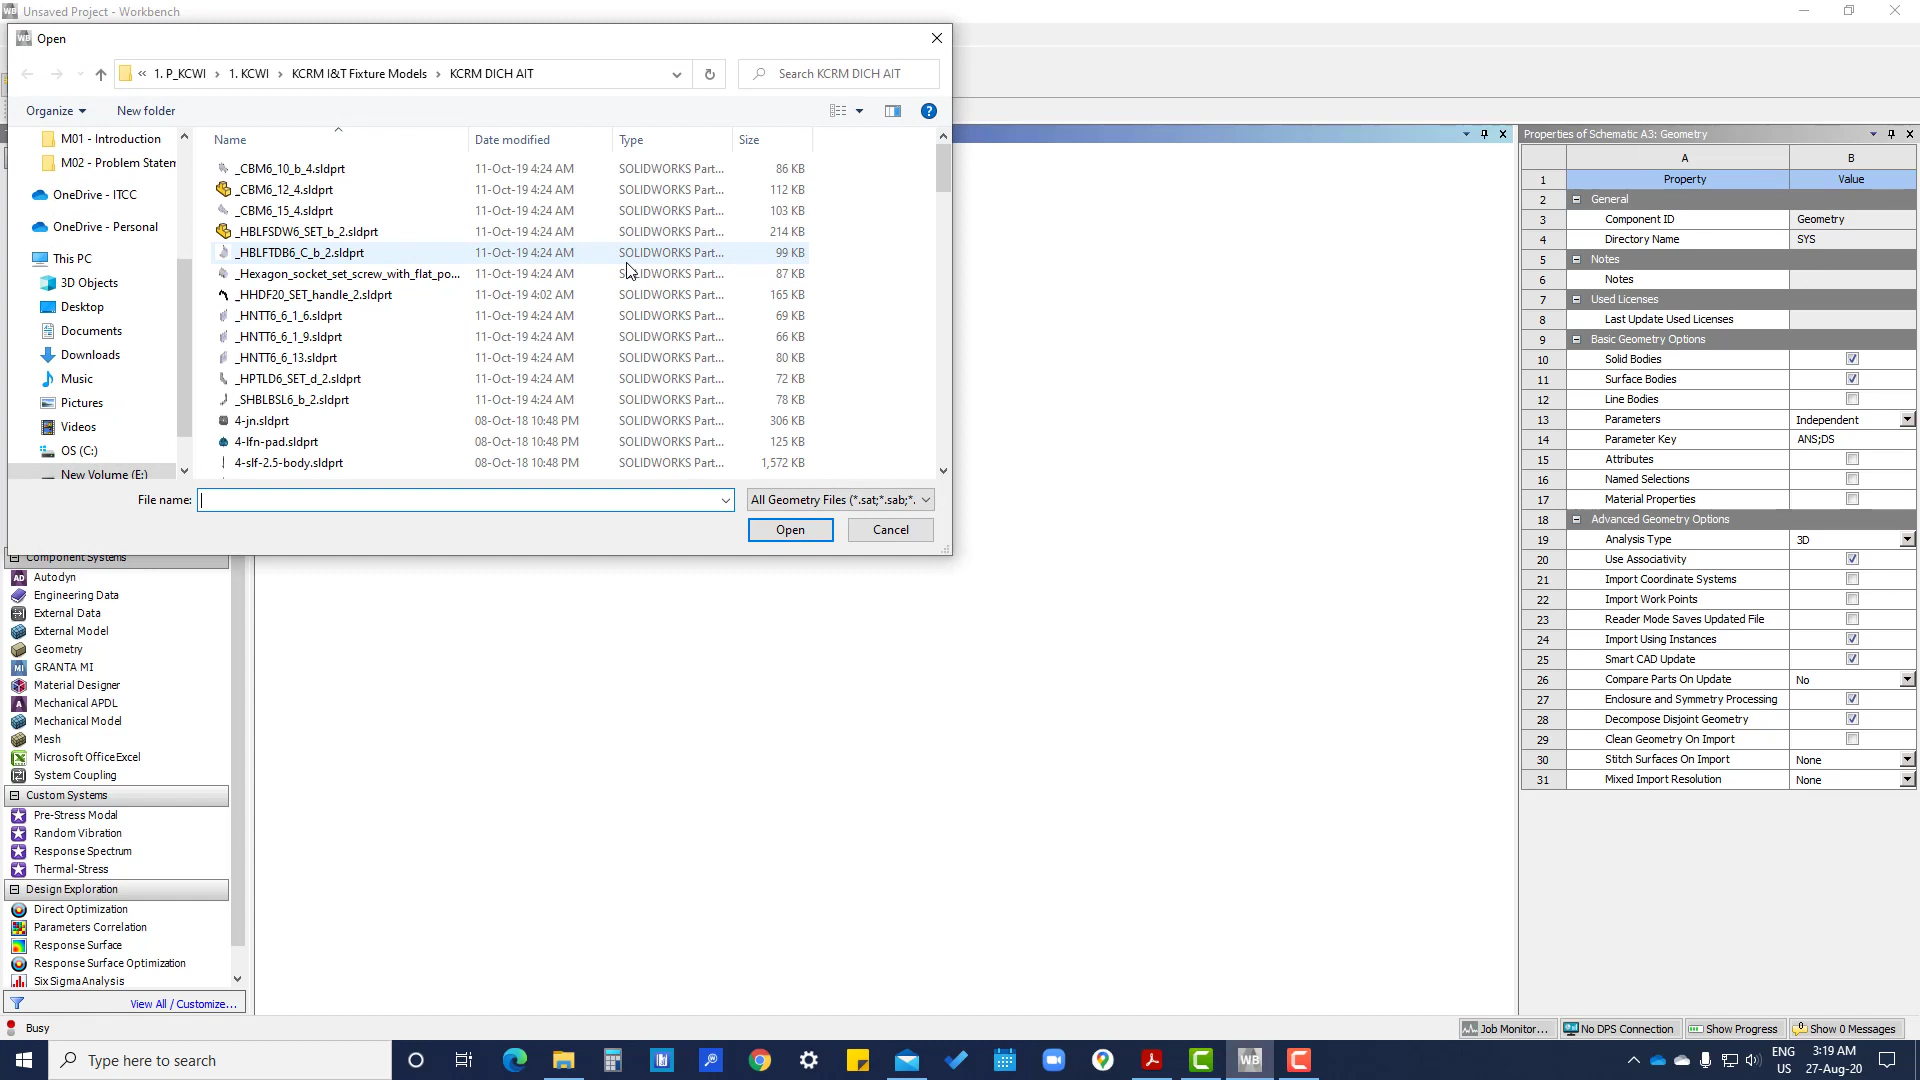 Unsaved Project - Workbench
Open
« 1. P_KCWI › 1. KCWI › KCRM I&T Fixture Models › KCRM DICH AIT
Search KCRM DICH AIT
Organize New folder
M01 - Introduction
M02 - Problem Statem
OneDrive - ITCC
OneDrive - Personal
This PC
3D Objects
Desktop
Documents
Downloads
Music
Pictures
Videos
OS (C:)
New Volume (E:)
Name Date modified Type Size
_CBM6_10_b_4.sldprt 11-Oct-19 4:24 AM SOLIDWORKS Part... 86 KB
_CBM6_12_4.sldprt 11-Oct-19 4:24 AM SOLIDWORKS Part... 112 KB
_CBM6_15_4.sldprt 11-Oct-19 4:24 AM SOLIDWORKS Part... 103 KB
_HBLFSDW6_SET_b_2.sldprt 11-Oct-19 4:24 AM SOLIDWORKS Part... 214 KB
_HBLFTDB6_C_b_2.sldprt 11-Oct-19 4:24 AM SOLIDWORKS Part... 99 KB
_Hexagon_socket_set_screw_with_flat_po... 11-Oct-19 4:24 AM SOLIDWORKS Part... 87 KB
_HHDF20_SET_handle_2.sldprt 11-Oct-19 4:02 AM SOLIDWORKS Part... 165 KB
_HNTT6_6_1_6.sldprt 11-Oct-19 4:24 AM SOLIDWORKS Part... 69 KB
_HNTT6_6_1_9.sldprt 11-Oct-19 4:24 AM SOLIDWORKS Part... 66 KB
_HNTT6_6_13.sldprt 11-Oct-19 4:24 AM SOLIDWORKS Part... 80 KB
_HPTLD6_SET_d_2.sldprt 11-Oct-19 4:24 AM SOLIDWORKS Part... 72 KB
_SHBLBSL6_b_2.sldprt 11-Oct-19 4:24 AM SOLIDWORKS Part... 78 KB
4-jn.sldprt 08-Oct-18 10:48 PM SOLIDWORKS Part... 306 KB
4-lfn-pad.sldprt 08-Oct-18 10:48 PM SOLIDWORKS Part... 125 KB
4-slf-2.5-body.sldprt 08-Oct-18 10:48 PM SOLIDWORKS Part... 1,572 KB
File name: All Geometry Files (*.sat;*.sab;*.
Open Cancel
Component Systems
Autodyn
Engineering Data
External Data
External Model
Geometry
GRANTA MI
Material Designer
Mechanical APDL
Mechanical Model
Mesh
Microsoft Office Excel
System Coupling
Custom Systems
Pre-Stress Modal
Random Vibration
Response Spectrum
Thermal-Stress
Design Exploration
Direct Optimization
Parameters Correlation
Response Surface
Response Surface Optimization
Six Sigma Analysis
View All / Customize...
Properties of Schematic A3: Geometry
A B
1 Property Value
2 General
3 Component ID Geometry
4 Directory Name SYS
5 Notes
6 Notes
7 Used Licenses
8 Last Update Used Licenses
9 Basic Geometry Options
10 Solid Bodies
11 Surface Bodies
12 Line Bodies
13 Parameters Independent
14 Parameter Key ANS;DS
15 Attributes
16 Named Selections
17 Material Properties
18 Advanced Geometry Options
19 Analysis Type 3D
20 Use Associativity
21 Import Coordinate Systems
22 Import Work Points
23 Reader Mode Saves Updated File
24 Import Using Instances
25 Smart CAD Update
26 Compare Parts On Update No
27 Enclosure and Symmetry Processing
28 Decompose Disjoint Geometry
29 Clean Geometry On Import
30 Stitch Surfaces On Import None
31 Mixed Import Resolution None
Busy
Job Monitor... No DPS Connection Show Progress Show 0 Messages
Type here to search
WB
ENG
US
3:19 AM
27-Aug-20